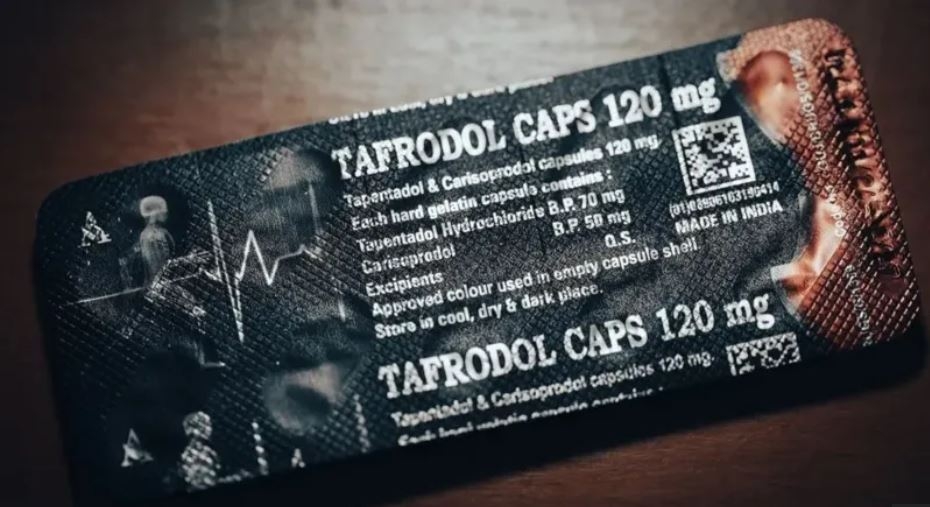 TAFRODOL CAPS 120 mg
Tapentadol & Carisoprodol capsules 120 mg.
Each hard gelatin capsule contains :
Tapentadol Hydrochloride B.P. 70 mg
Carisoprodol B.P. 50 mg
Excipients Q.S.
Approved colour used in empty capsule shell.
Store in cool, dry & dark place.
MADE IN INDIA
TAFRODOL CAPS 120 mg
Tapentadol & Carisoprodol capsules 120 mg.